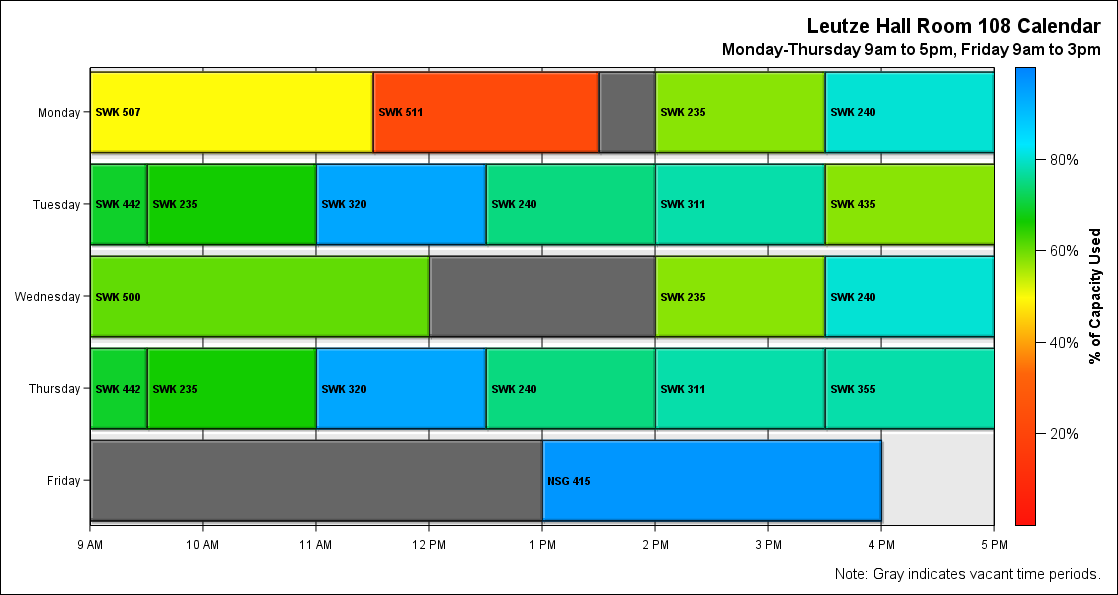 Leutze Hall Room 108 Calendar
Monday-Thursday 9am to 5pm, Friday 9am to 3pm
Monday
SWK 507
SWK 511
SWK 235
SWK 240
Tuesday
SWK 442
SWK 235
SWK 320
SWK 240
SWK 311
SWK 435
Wednesday
SWK 500
SWK 235
SWK 240
Thursday
SWK 442
SWK 235
SWK 320
SWK 240
SWK 311
SWK 355
Friday
NSG 415
9 AM
10 AM
11 AM
12 PM
1 PM
2 PM
3 PM
4 PM
5 PM
80%
60%
40%
20%
% of Capacity Used
Note: Gray indicates vacant time periods.